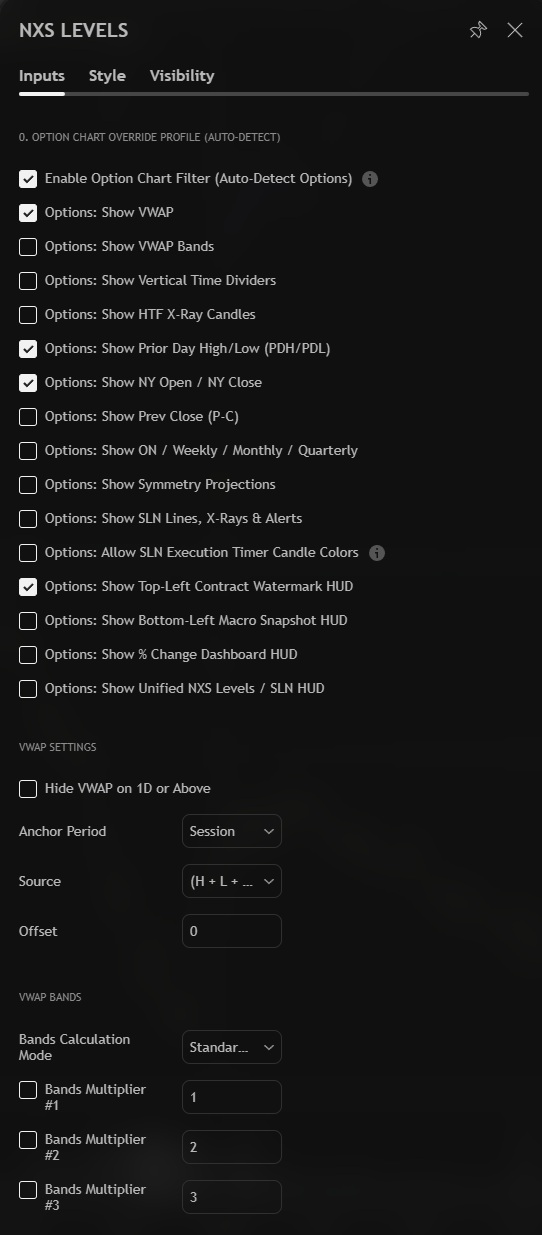 NXS LEVELS
Inputs Style Visibility
0. OPTION CHART OVERRIDE PROFILE (AUTO-DETECT)
Enable Option Chart Filter (Auto-Detect Options)
Options: Show VWAP
Options: Show VWAP Bands
Options: Show Vertical Time Dividers
Options: Show HTF X-Ray Candles
Options: Show Prior Day High/Low (PDH/PDL)
Options: Show NY Open / NY Close
Options: Show Prev Close (P-C)
Options: Show ON / Weekly / Monthly / Quarterly
Options: Show Symmetry Projections
Options: Show SLN Lines, X-Rays & Alerts
Options: Allow SLN Execution Timer Candle Colors
Options: Show Top-Left Contract Watermark HUD
Options: Show Bottom-Left Macro Snapshot HUD
Options: Show % Change Dashboard HUD
Options: Show Unified NXS Levels / SLN HUD
VWAP SETTINGS
Hide VWAP on 1D or Above
Anchor Period Session
Source (H + L + ...
Offset 0
VWAP BANDS
Bands Calculation
Mode
Standar...
Bands Multiplier
#1
1
Bands Multiplier
#2
2
Bands Multiplier
#3
3